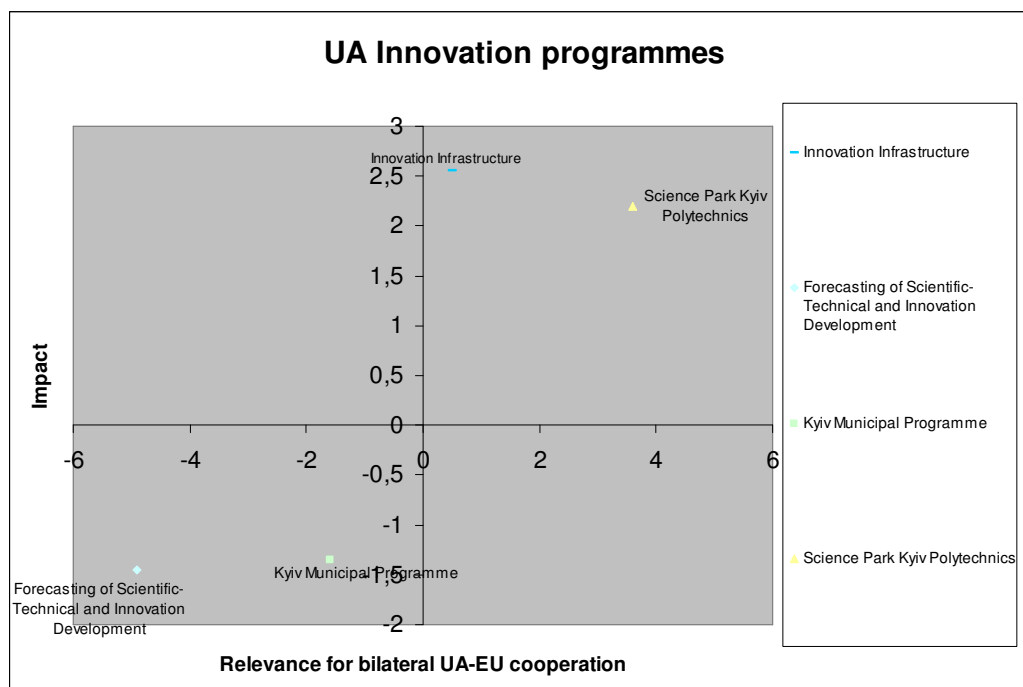 UA Innovation programmes
3
Innovation Infrastructure
2,5
Science Park Kyiv
Polytechnics
2
1,5
1
0,5
0
-6
-4
-2
0
2
4
6
-0,5
-1
-1,5
Kyiv Municipal Programme
Forecasting of Scientific-
Technical and Innovation
Development
-2
Impact
Relevance for bilateral UA-EU cooperation
Innovation Infrastructure
Forecasting of Scientific-
Technical and Innovation
Development
Kyiv Municipal Programme
Science Park Kyiv Polytechnics